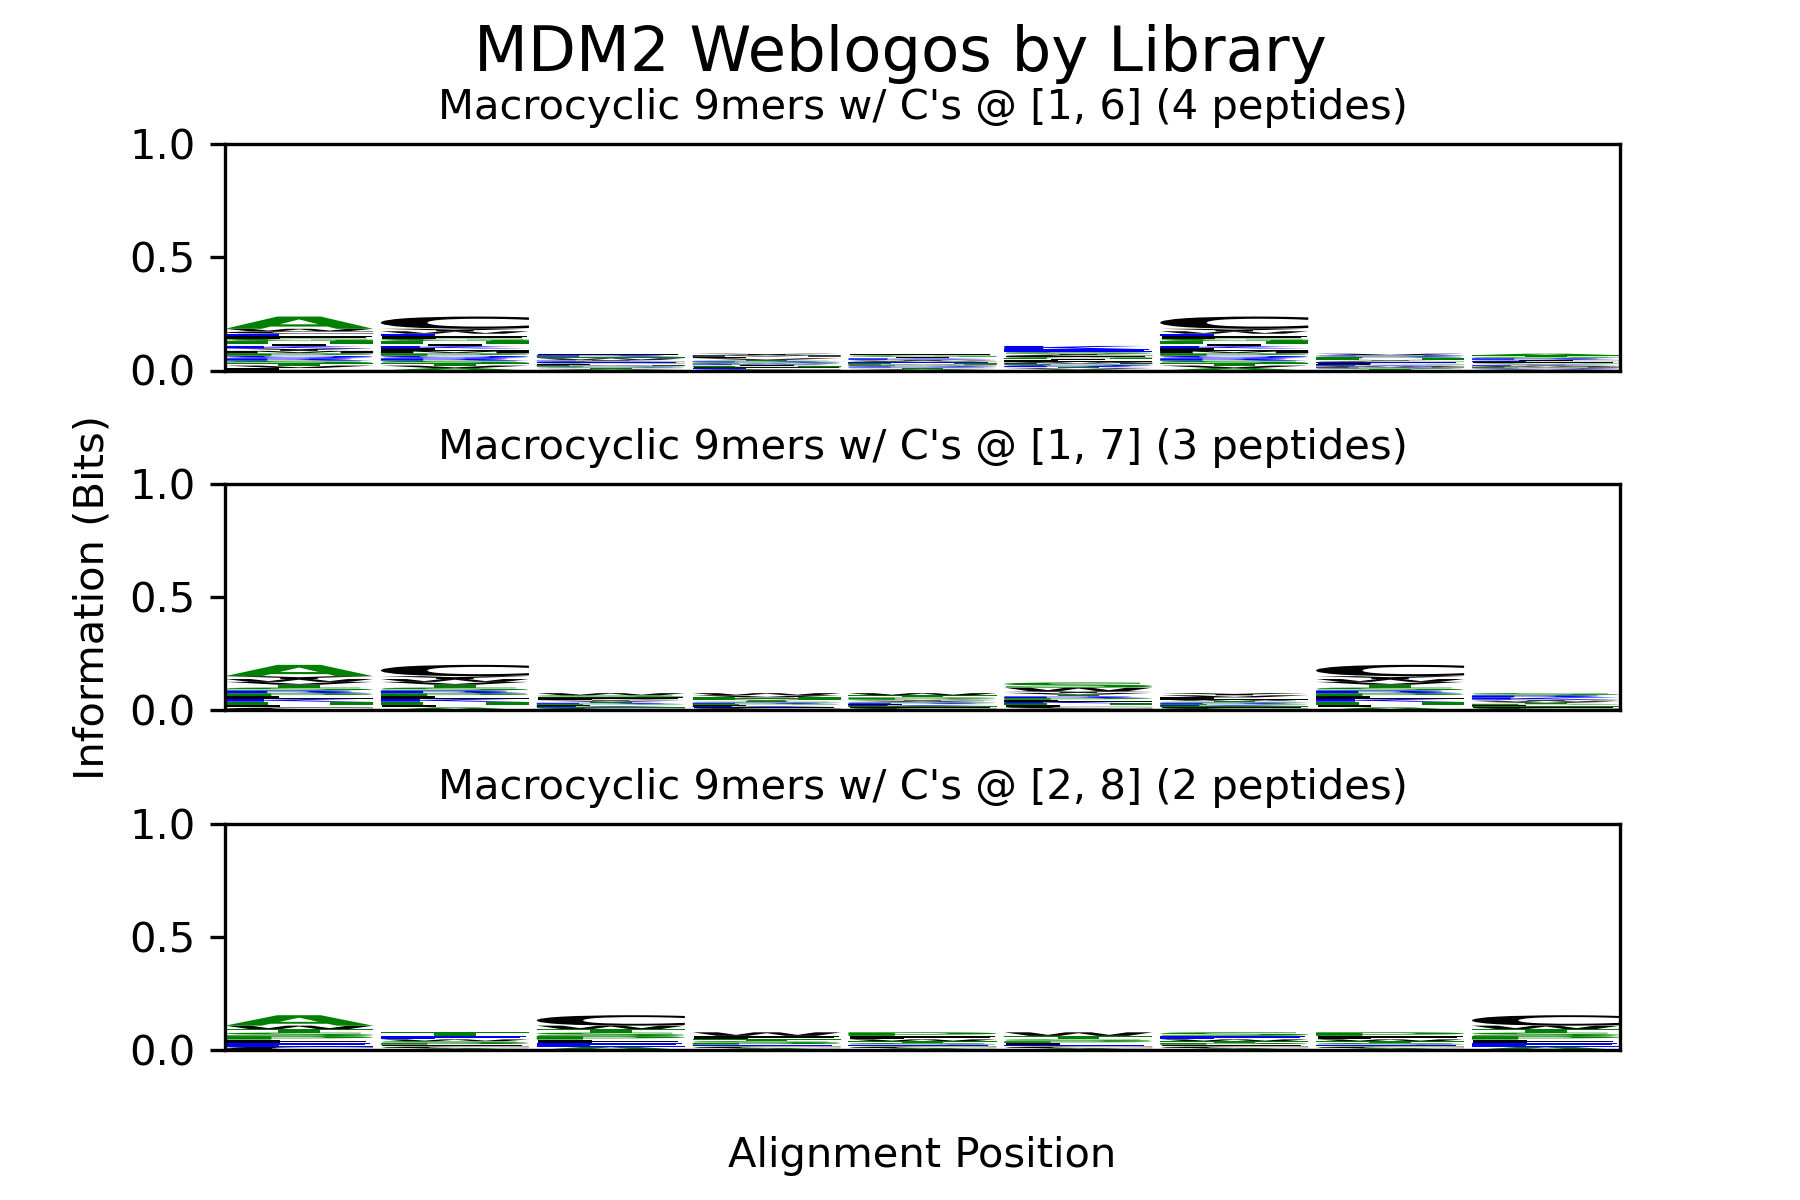 MDM2 Weblogos by Library
Macrocyclic 9mers w/ C's @ [1, 6] (4 peptides)
1.0
0.5
0.0
A C C
Macrocyclic 9mers w/ C's @ [1, 7] (3 peptides)
1.0
0.5
0.0
A C C
Macrocyclic 9mers w/ C's @ [2, 8] (2 peptides)
1.0
0.5
0.0
A C C
Information (Bits)
Alignment Position